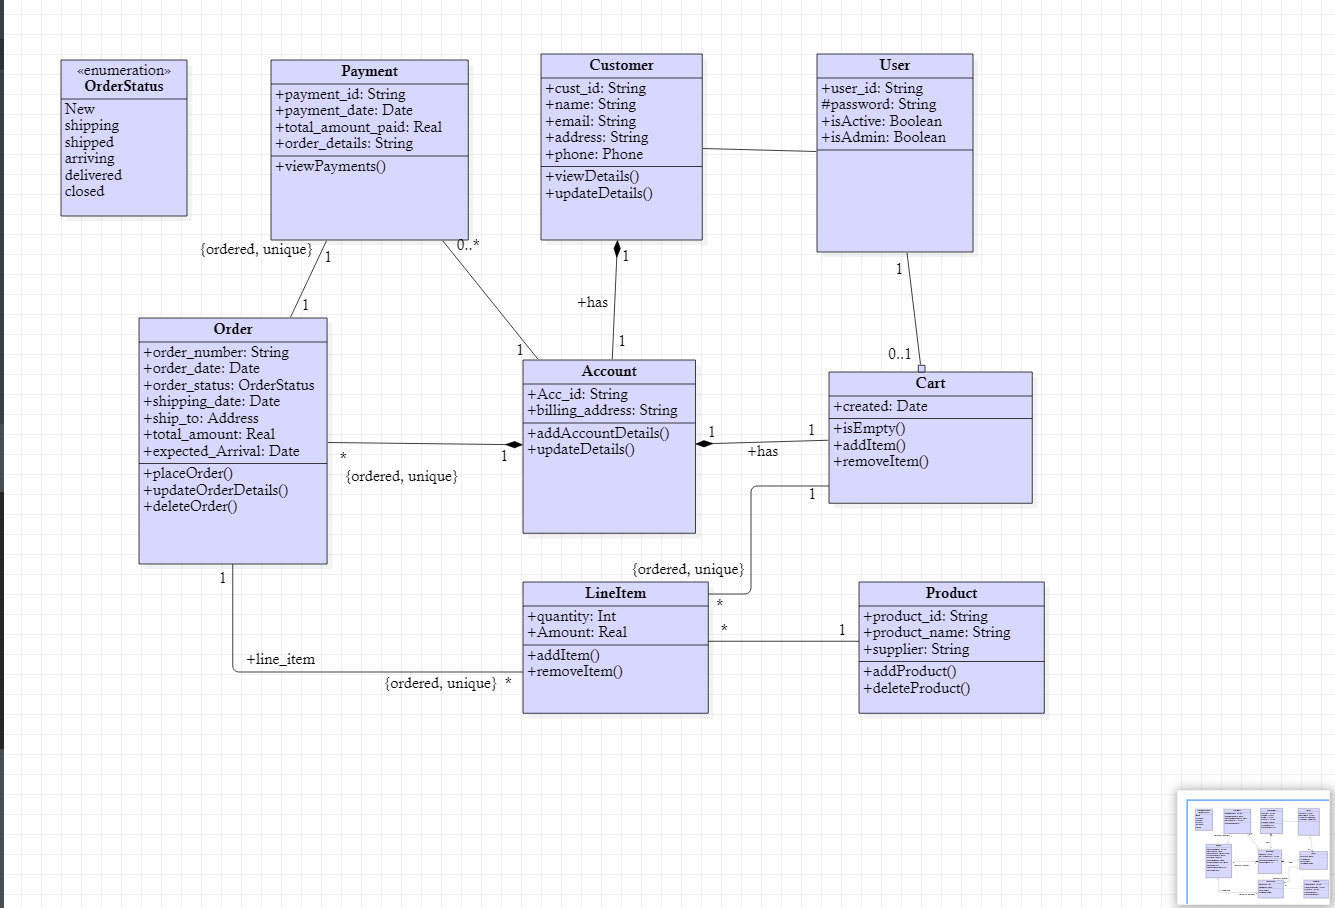 «enumeration»
OrderStatus
New
shipping
shipped
arriving
delivered
closed
Payment
+payment_id: String
+payment_date: Date
+total_amount_paid: Real
+order_details: String
+viewPayments()
Customer
+cust_id: String
+name: String
+email: String
+address: String
+phone: Phone
+viewDetails()
+updateDetails()
User
+user_id: String
#password: String
+isActive: Boolean
+isAdmin: Boolean
{ordered, unique}
1
1
0..*
1
1
+has
1
1
0..1
Order
+order_number: String
+order_date: Date
+order_status: OrderStatus
+shipping_date: Date
+ship_to: Address
+total_amount: Real
+expected_Arrival: Date
+placeOrder()
+updateOrderDetails()
+deleteOrder()
*
1
{ordered, unique}
Account
+Acc_id: String
+billing_address: String
+addAccountDetails()
+updateDetails()
1
1
+has
Cart
+created: Date
+isEmpty()
+addItem()
+removeItem()
1
{ordered, unique}
*
1
+line_item
{ordered, unique} *
LineItem
+quantity: Int
+Amount: Real
+addItem()
+removeItem()
*
1
Product
+product_id: String
+product_name: String
+supplier: String
+addProduct()
+deleteProduct()